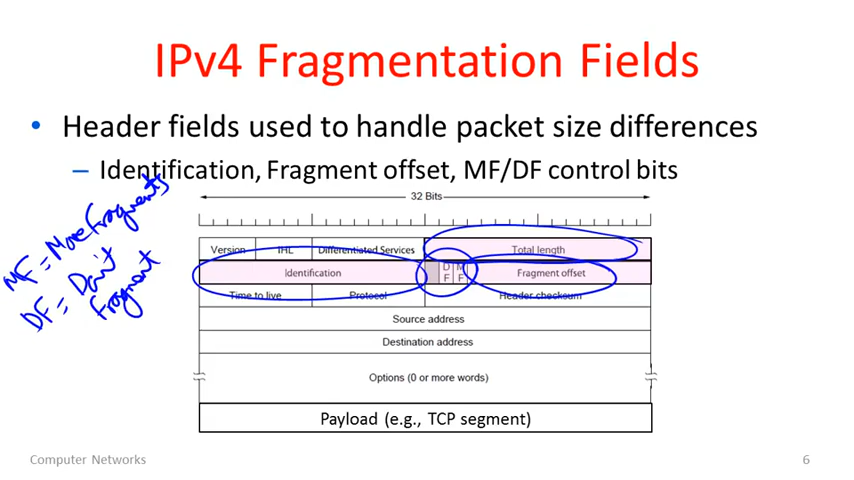 IPv4 Fragmentation Fields
• Header fields used to handle packet size differences
– Identification, Fragment offset, MF/DF control bits
MF = More Fragments
DF = Don't
Fragment
32 Bits
Version IHL Differentiated Services Total length
Identification D F M F Fragment offset
Time to live Protocol Header checksum
Source address
Destination address
Options (0 or more words)
Payload (e.g., TCP segment)
Computer Networks 6